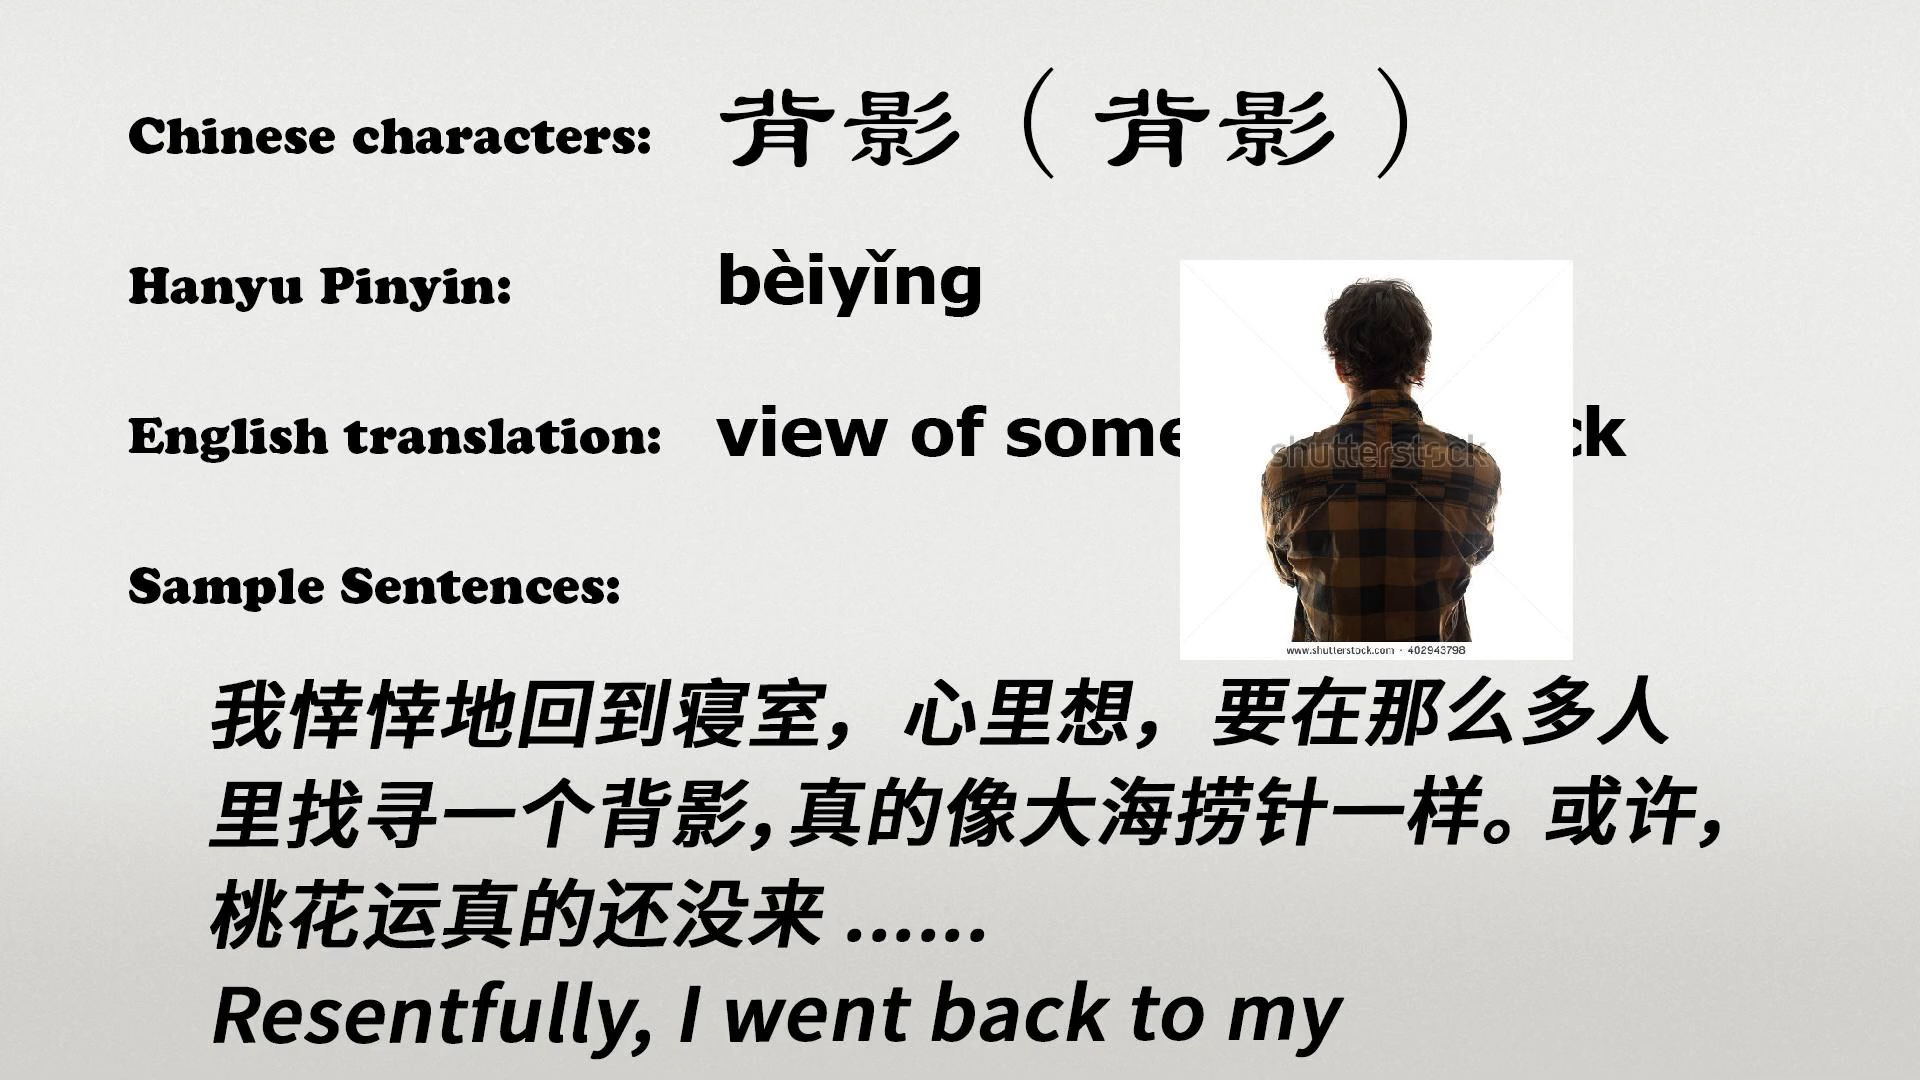 Chinese characters: 背影（背影）
Hanyu Pinyin: bèiyǐng
English translation: view of some ck
shutterstock
Sample Sentences:
www.shutterstock.com · 402943798
我悻悻地回到寝室，心里想，要在那么多人
里找寻一个背影，真的像大海捞针一样。或许，
桃花运真的还没来 ......
Resentfully, I went back to my